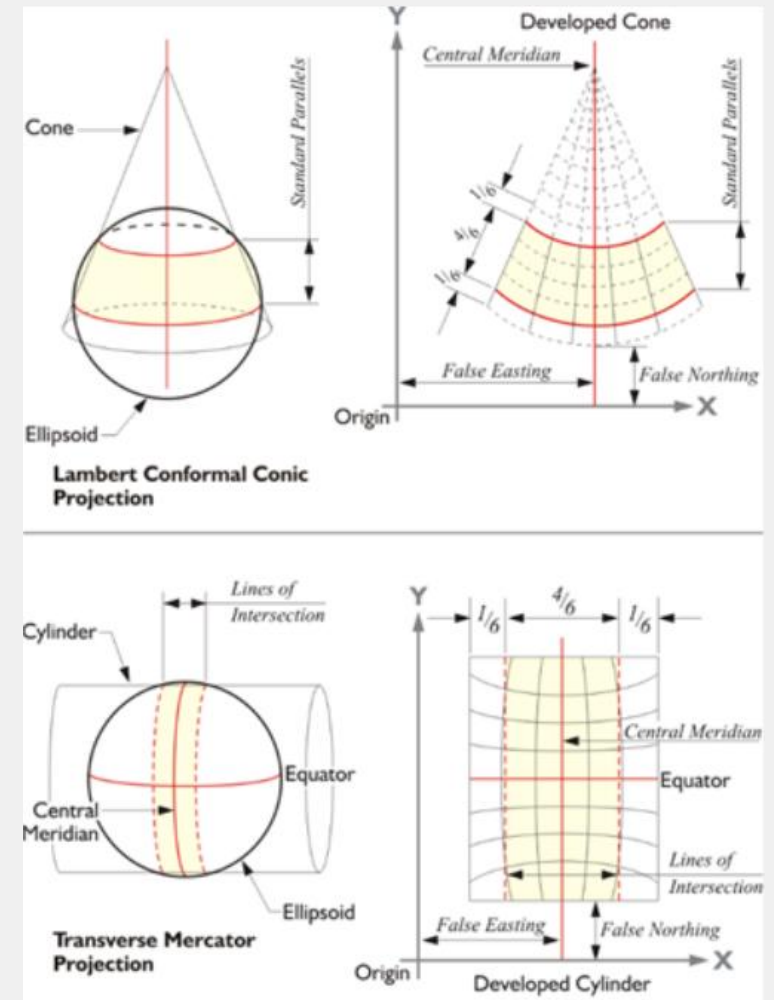 Y
Developed Cone
Central Meridian
Cone
Standard Parallels
Standard Parallels
1/6
4/6
1/6
False Easting
False Northing
Origin
X
Ellipsoid
Lambert Conformal Conic
Projection
Lines of
Intersection
Y
1/6
4/6
1/6
Cylinder
Central Meridian
Equator
Equator
Central
Meridian
Lines of
Intersection
Ellipsoid
False Easting
False Northing
Transverse Mercator
Projection
Origin
X
Developed Cylinder